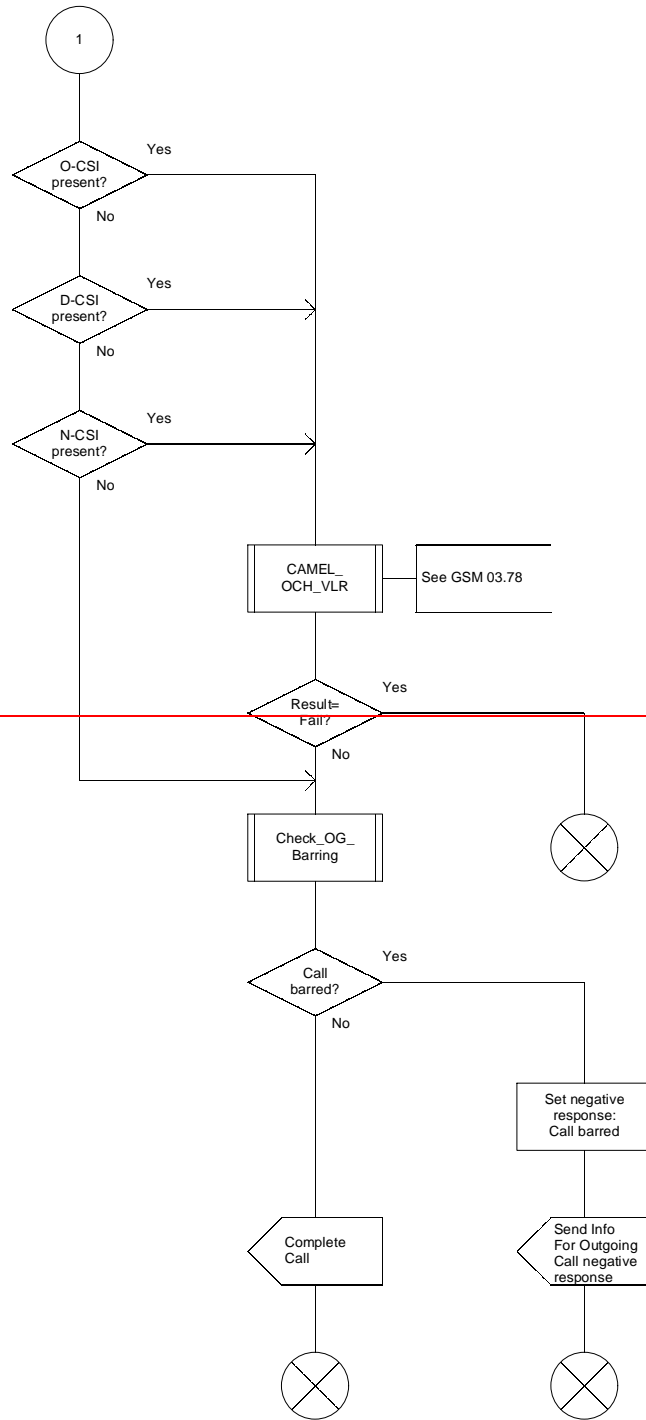 1
O-CSI
present?
Yes
No
D-CSI
present?
Yes
No
N-CSI
present?
Yes
No
CAMEL_
OCH_VLR
See GSM 03.78
Result=
Fail?
Yes
No
Check_OG_
Barring
Call
barred?
Yes
No
Set negative
response:
Call barred
Complete
Call
Send Info
For Outgoing
Call negative
response